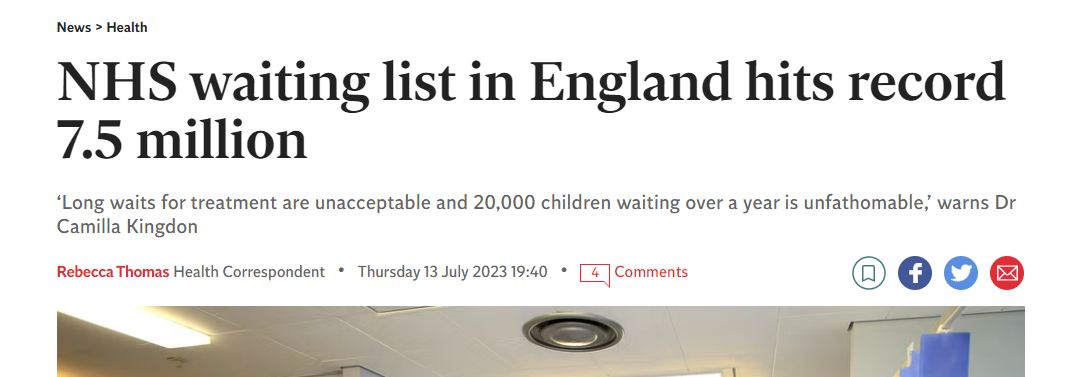 News > Health
NHS waiting list in England hits record
7.5 million
‘Long waits for treatment are unacceptable and 20,000 children waiting over a year is unfathomable,’ warns Dr
Camilla Kingdon
Rebecca Thomas Health Correspondent • Thursday 13 July 2023 19:40 • 4 Comments